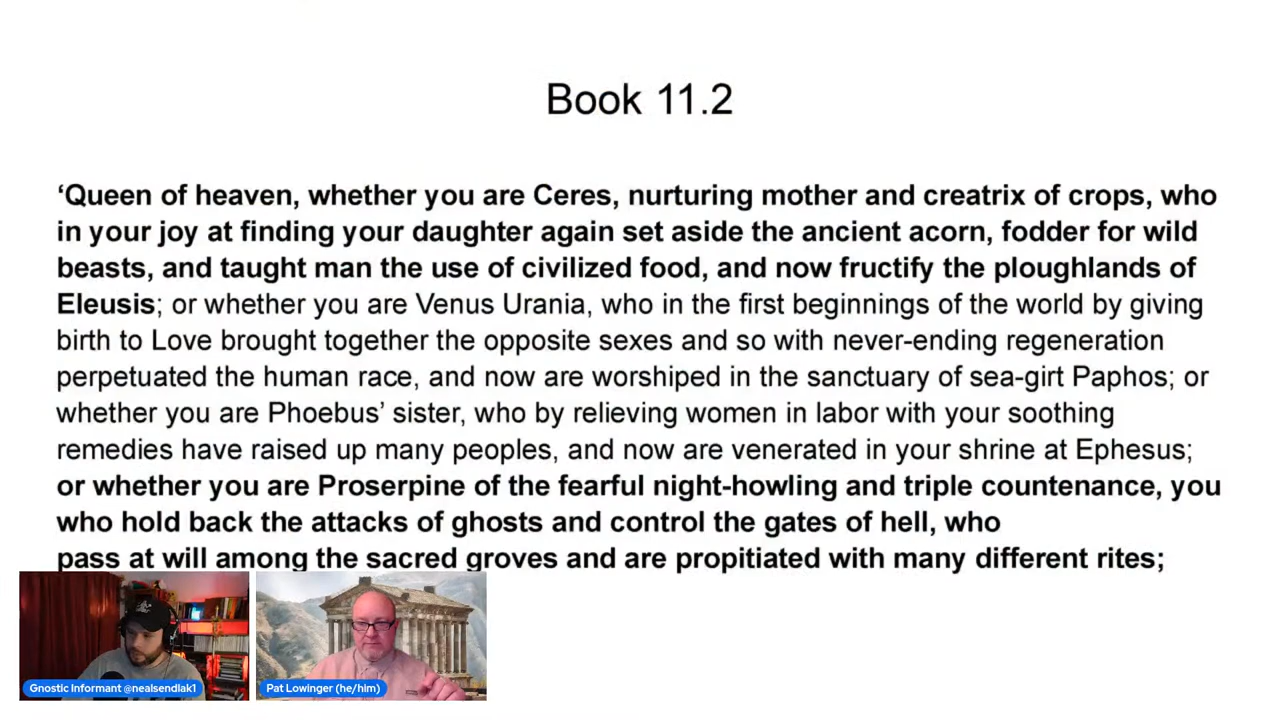 Book 11.2
‘Queen of heaven, whether you are Ceres, nurturing mother and creatrix of crops, who
in your joy at finding your daughter again set aside the ancient acorn, fodder for wild
beasts, and taught man the use of civilized food, and now fructify the ploughlands of
Eleusis; or whether you are Venus Urania, who in the first beginnings of the world by giving
birth to Love brought together the opposite sexes and so with never-ending regeneration
perpetuated the human race, and now are worshiped in the sanctuary of sea-girt Paphos; or
whether you are Phoebus’ sister, who by relieving women in labor with your soothing
remedies have raised up many peoples, and now are venerated in your shrine at Ephesus;
or whether you are Proserpine of the fearful night-howling and triple countenance, you
who hold back the attacks of ghosts and control the gates of hell, who
pass at will among the sacred groves and are propitiated with many different rites;
Gnostic Informant @nealsendlak1
Pat Lowinger (he/him)